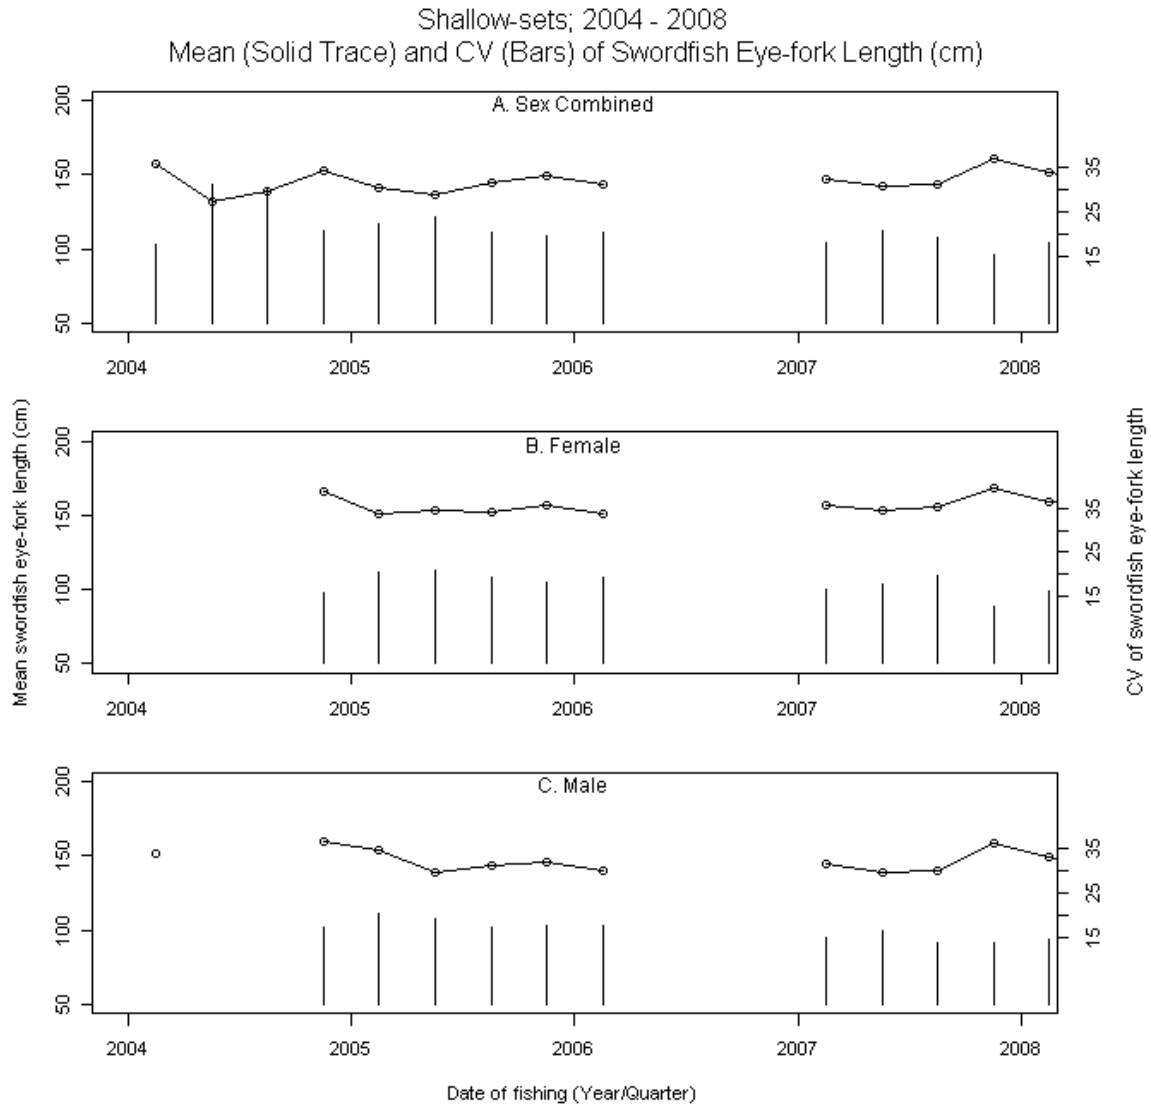 Shallow-sets; 2004 - 2008
Mean (Solid Trace) and CV (Bars) of Swordfish Eye-fork Length (cm)
A. Sex Combined
200
150
100
50
35
25
15
2004 2005 2006 2007 2008
Mean swordfish eye-fork length (cm)
CV of swordfish eye-fork length
B. Female
200
150
100
50
35
25
15
2004 2005 2006 2007 2008
C. Male
200
150
100
50
35
25
15
2004 2005 2006 2007 2008
Date of fishing (Year/Quarter)